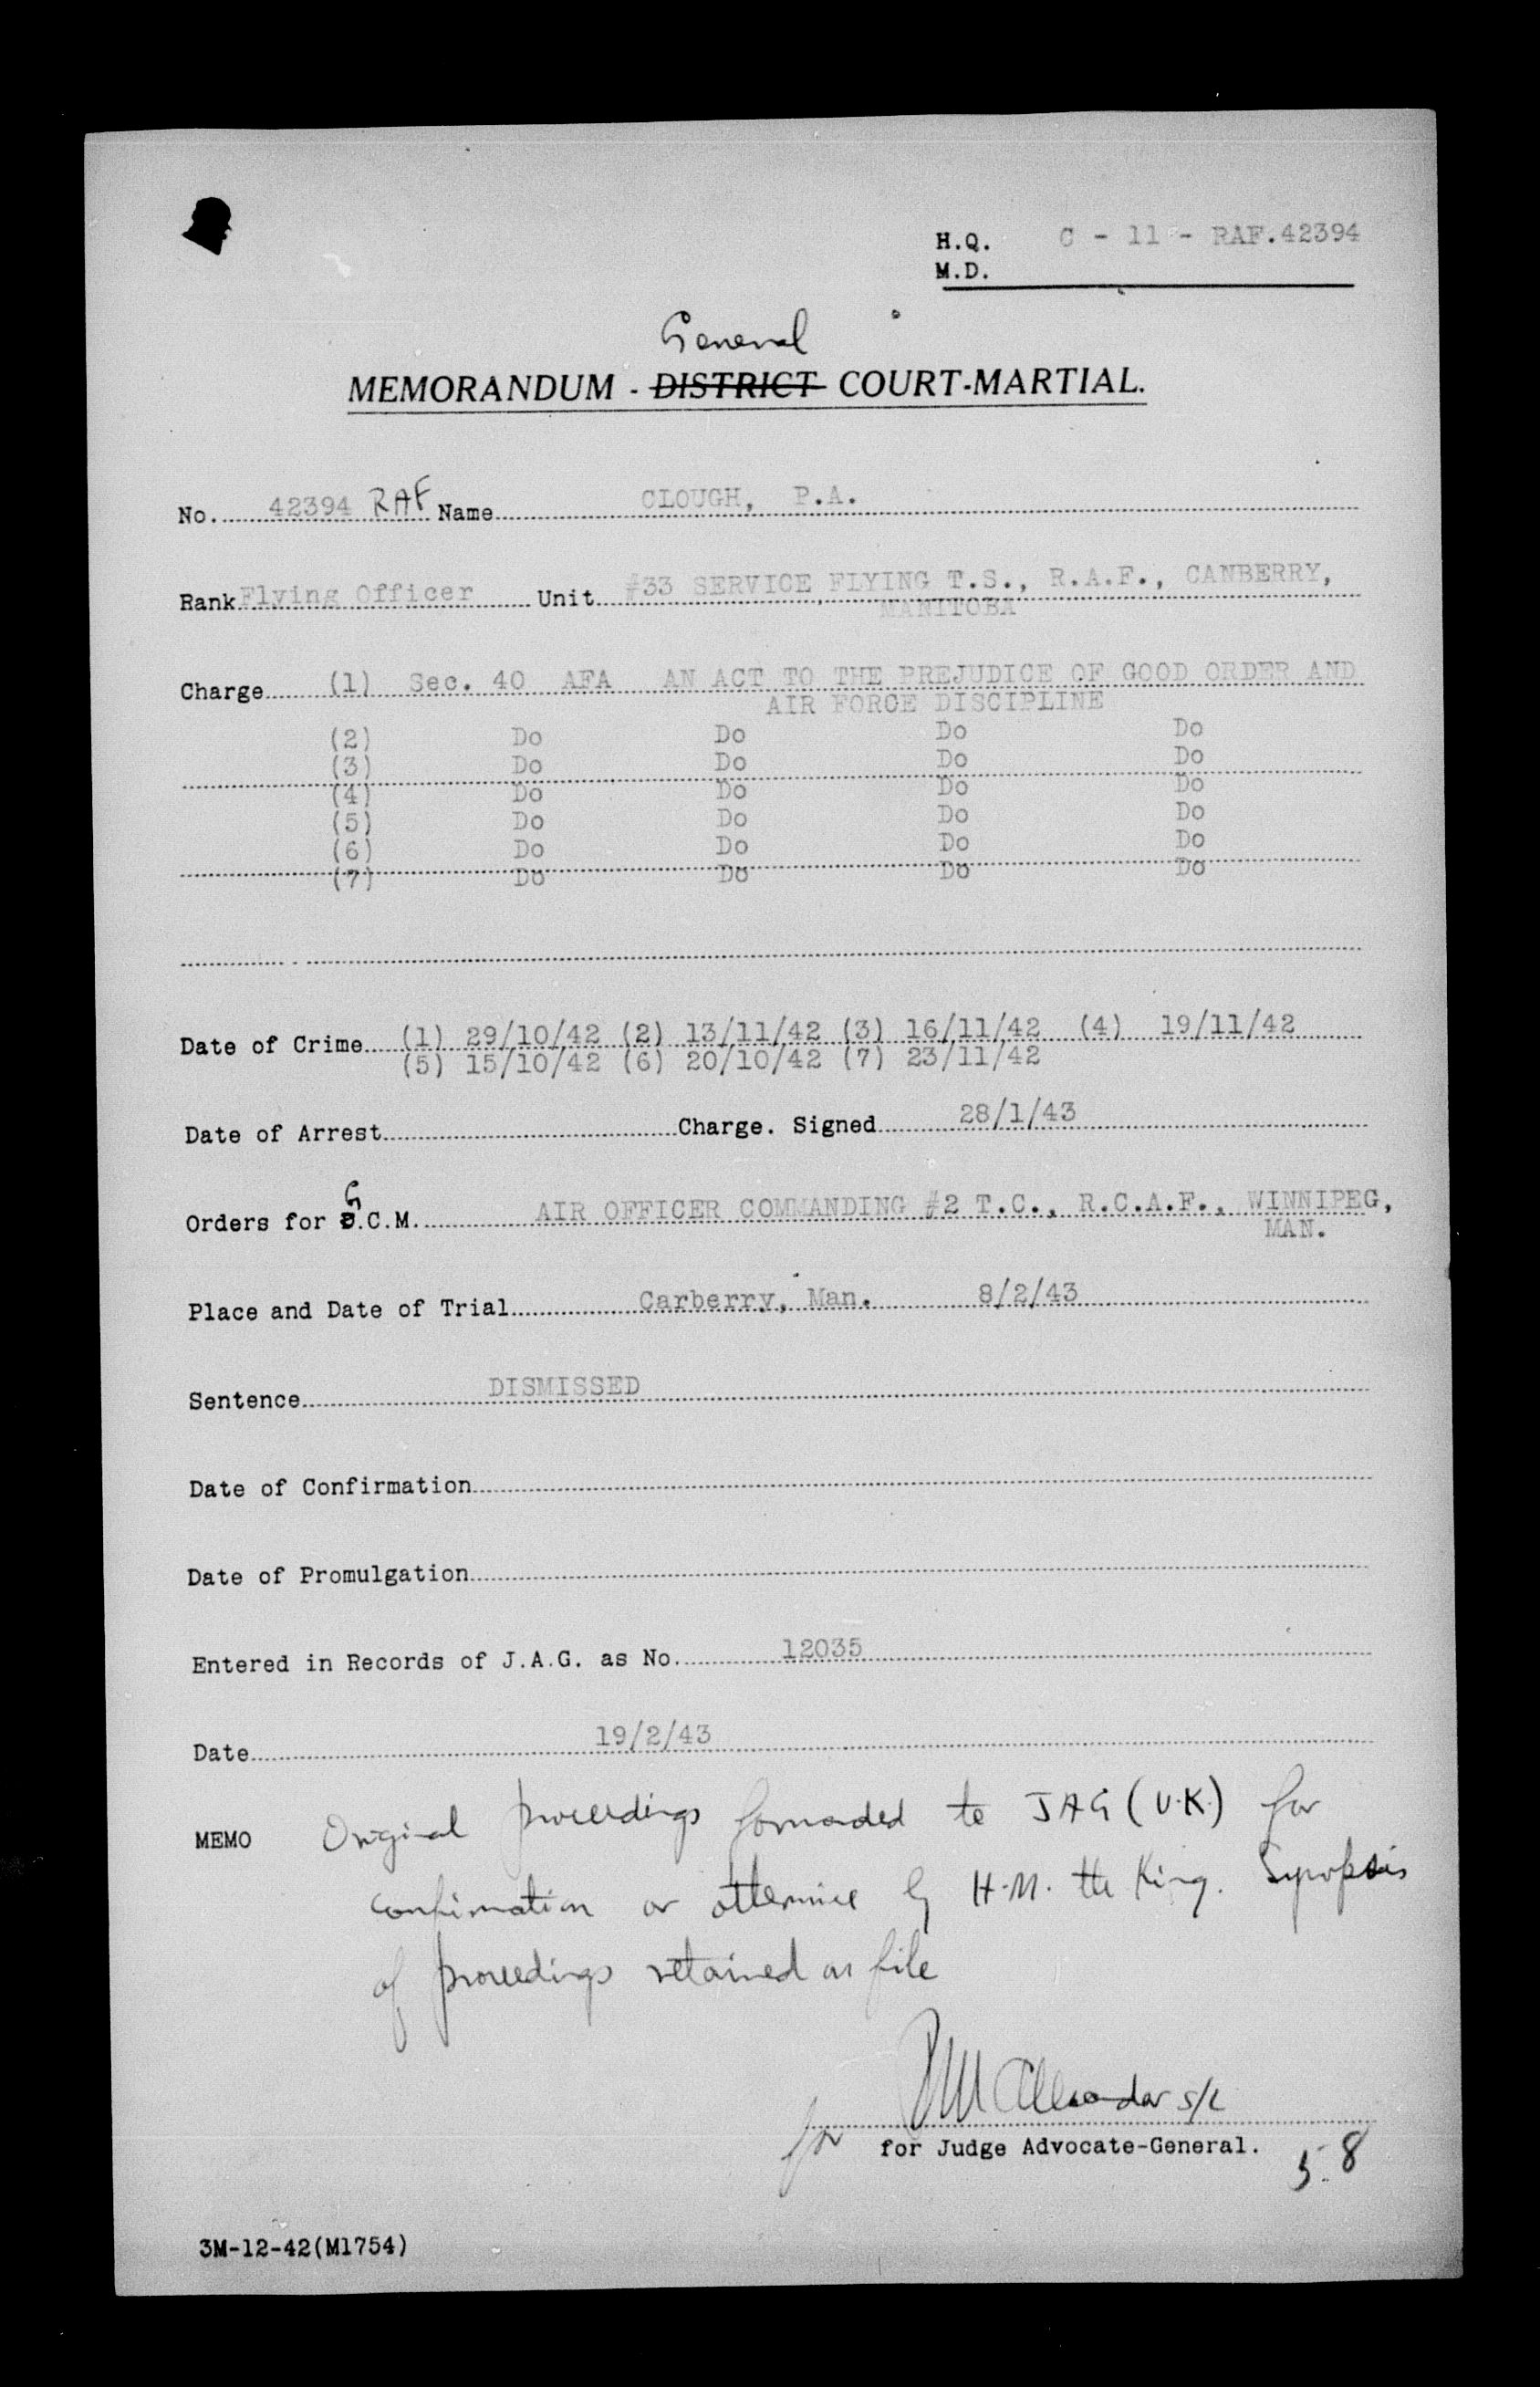 H.Q. C - 11 - RAF.42394
M.D.
General
MEMORANDUM - DISTRICT COURT-MARTIAL.
No. 42394 RAF Name CLOUGH, P.A.
Rank Flying Officer Unit #33 SERVICE FLYING T.S., R.A.F., CANBERRY,
MANITOBA
Charge (1) Sec. 40 AFA AN ACT TO THE PREJUDICE OF GOOD ORDER AND
AIR FORCE DISCIPLINE
(2) Do Do Do Do
(3) Do Do Do Do
(4) Do Do Do Do
(5) Do Do Do Do
(6) Do Do Do Do
(7) Do Do Do Do
Date of Crime (1) 29/10/42 (2) 13/11/42 (3) 16/11/42 (4) 19/11/42
(5) 15/10/42 (6) 20/10/42 (7) 23/11/42
Date of Arrest Charge. Signed 28/1/43
Orders for G.C.M. AIR OFFICER COMMANDING #2 T.C., R.C.A.F., WINNIPEG,
MAN.
Place and Date of Trial Carberry, Man. 8/2/43
Sentence DISMISSED
Date of Confirmation
Date of Promulgation
Entered in Records of J.A.G. as No. 12035
Date 19/2/43
MEMO Original proceedings forwarded to JAG (U.K.) for
confirmation or otherwise by H.M. the King. Synopsis
of proceedings retained on file
Alexander S/L
for for Judge Advocate-General.
58
3M-12-42(M1754)